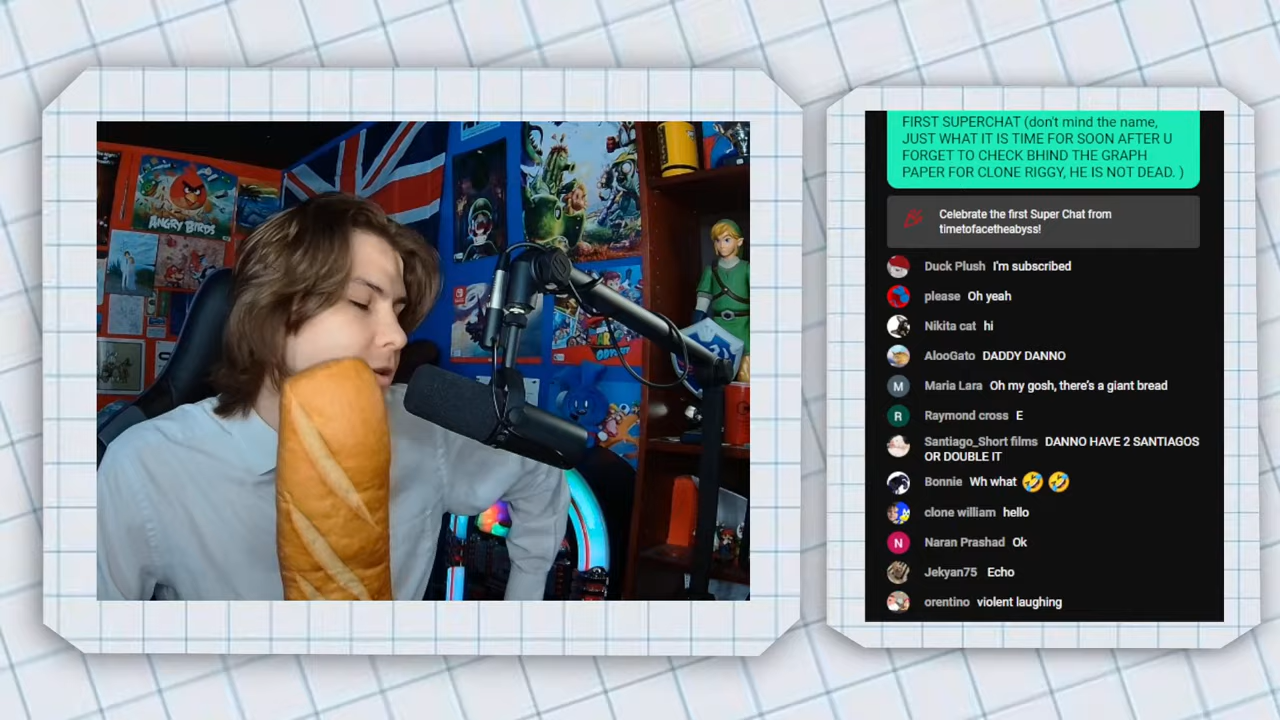 ANGRY BIRDS
ODYSSEY
FIRST SUPERCHAT (don't mind the name,
JUST WHAT IT IS TIME FOR SOON AFTER U
FORGET TO CHECK BHIND THE GRAPH
PAPER FOR CLONE RIGGY, HE IS NOT DEAD. )
Celebrate the first Super Chat from
timetofacetheabyss!
Duck Plush I'm subscribed
please Oh yeah
Nikita cat hi
AlooGato DADDY DANNO
M Maria Lara Oh my gosh, there's a giant bread
R Raymond cross E
Santiago_Short films DANNO HAVE 2 SANTIAGOS
OR DOUBLE IT
Bonnie Wh what 🤣 🤣
clone william hello
N Naran Prashad Ok
Jekyan75 Echo
orentino violent laughing